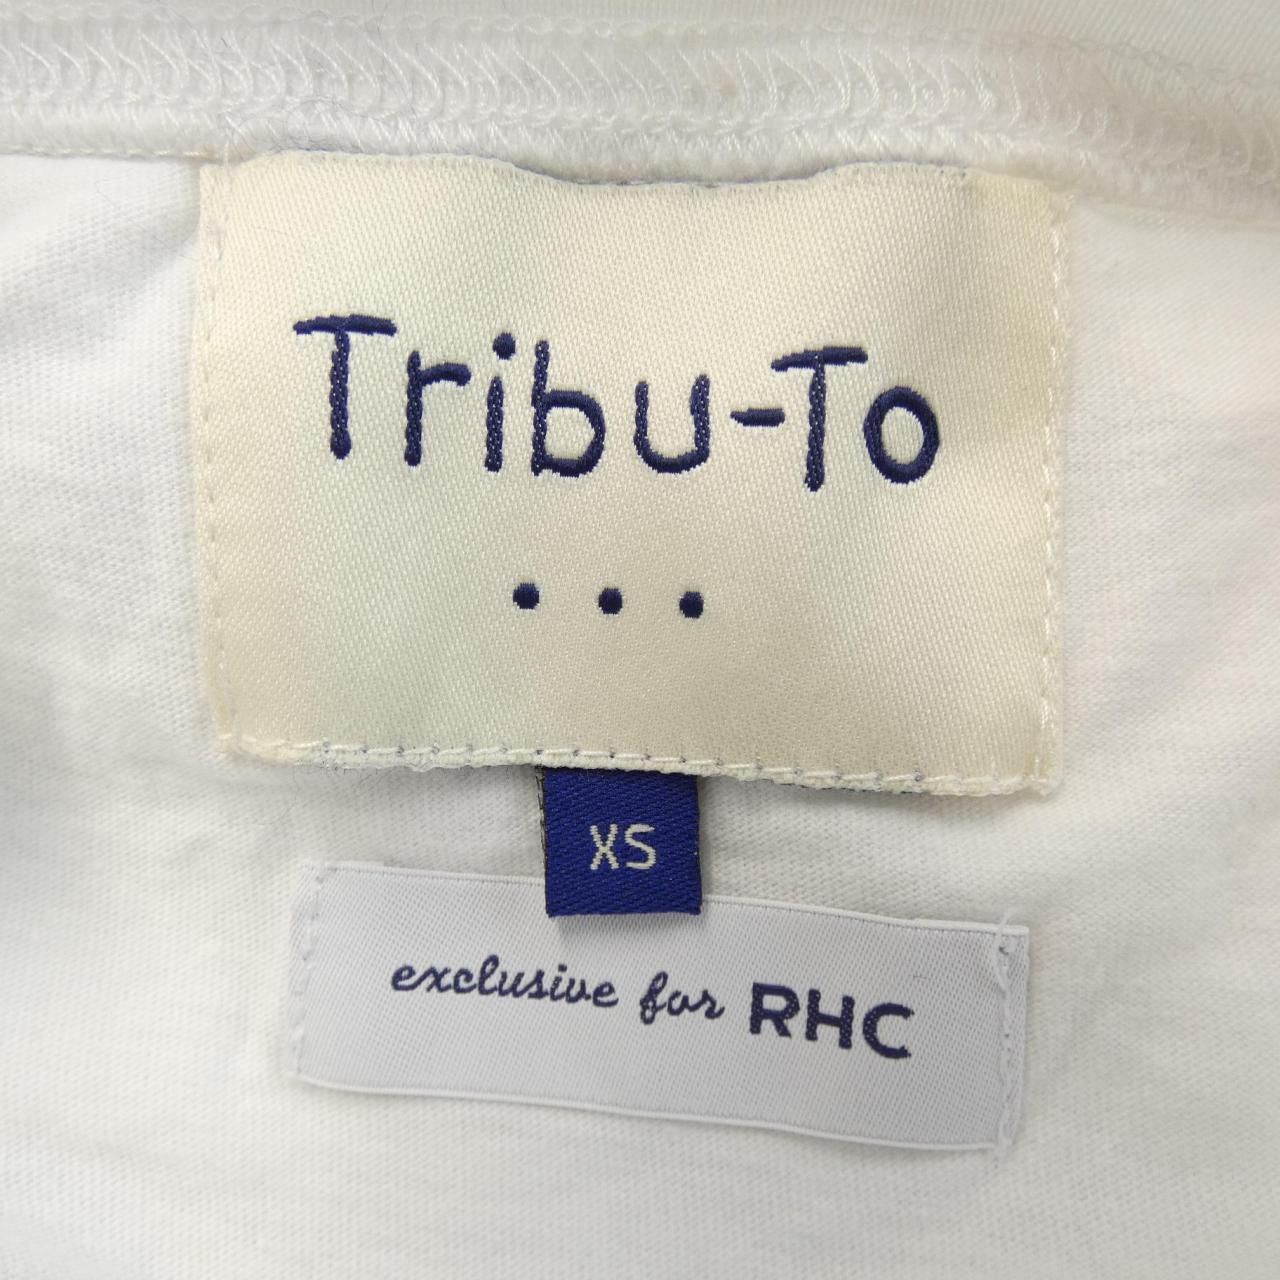 Tribu-To
...
XS
exclusive for RHC